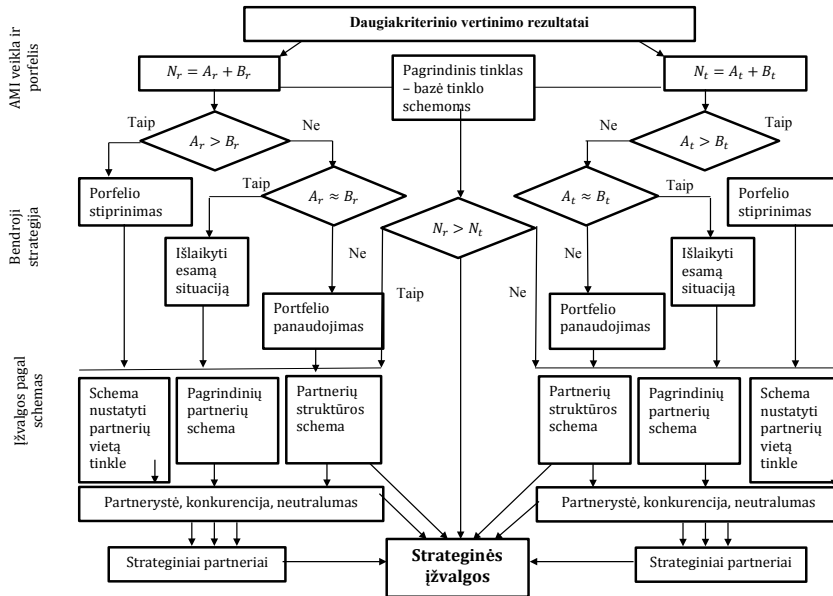 Daugiakriterinio vertinimo rezultatai
AMI veikla ir
porfelis
N_r = A_r + B_r
Pagrindinis tinklas
– bazė tinklo
schemoms
N_t = A_t + B_t
Taip
A_r > B_r
Ne
Ne
A_t > B_t
Taip
Bendroji
strategija
Porfelio
stiprinimas
Taip
A_r ≈ B_r
N_r > N_t
A_t ≈ B_t
Taip
Porfelio
stiprinimas
Išlaikyti
esamą
situaciją
Ne
Taip
Ne
Ne
Išlaikyti
esamą
situaciją
Portfelio
panaudojimas
Portfelio
panaudojimas
Įžvalgos pagal
schemas
Schema
nustatyti
partnerių
vietą
tinkle
Pagrindinių
partnerių
schema
Partnerių
struktūros
schema
Partnerių
struktūros
schema
Pagrindinių
partnerių
schema
Schema
nustatyti
partnerių
vietą
tinkle
Partnerystė, konkurencija, neutralumas
Partnerystė, konkurencija, neutralumas
Strateginiai partneriai
Strateginės
įžvalgos
Strateginiai partneriai